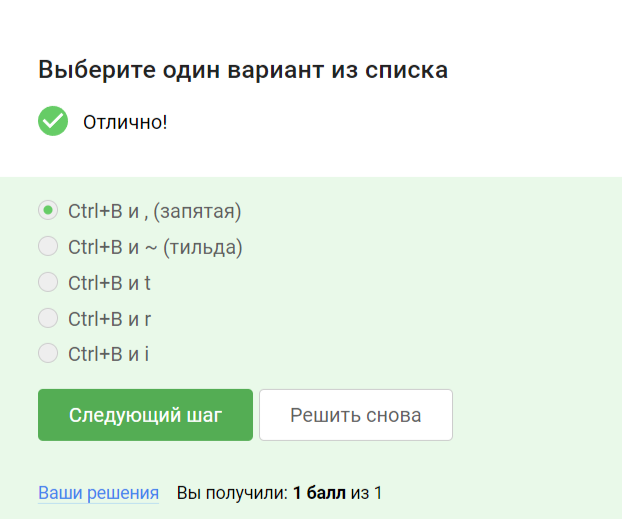 Выберите один вариант из списка
Отлично!
Ctrl+B и , (запятая)
Ctrl+B и ~ (тильда)
Ctrl+B и t
Ctrl+B и r
Ctrl+B и i
Следующий шаг
Решить снова
Ваши решения Вы получили: 1 балл из 1